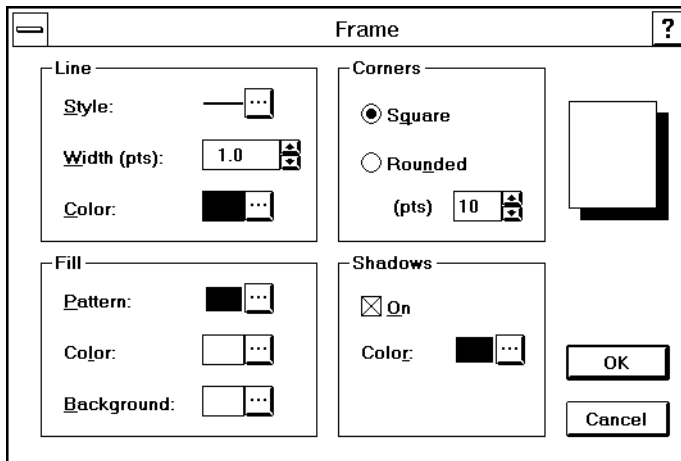 Frame ?
Line
Style: ...
Width (pts): 1.0
Color: ...
Corners
Square
Rounded
(pts) 10
Fill
Pattern: ...
Color: ...
Background: ...
Shadows
On
Color: ...
OK
Cancel